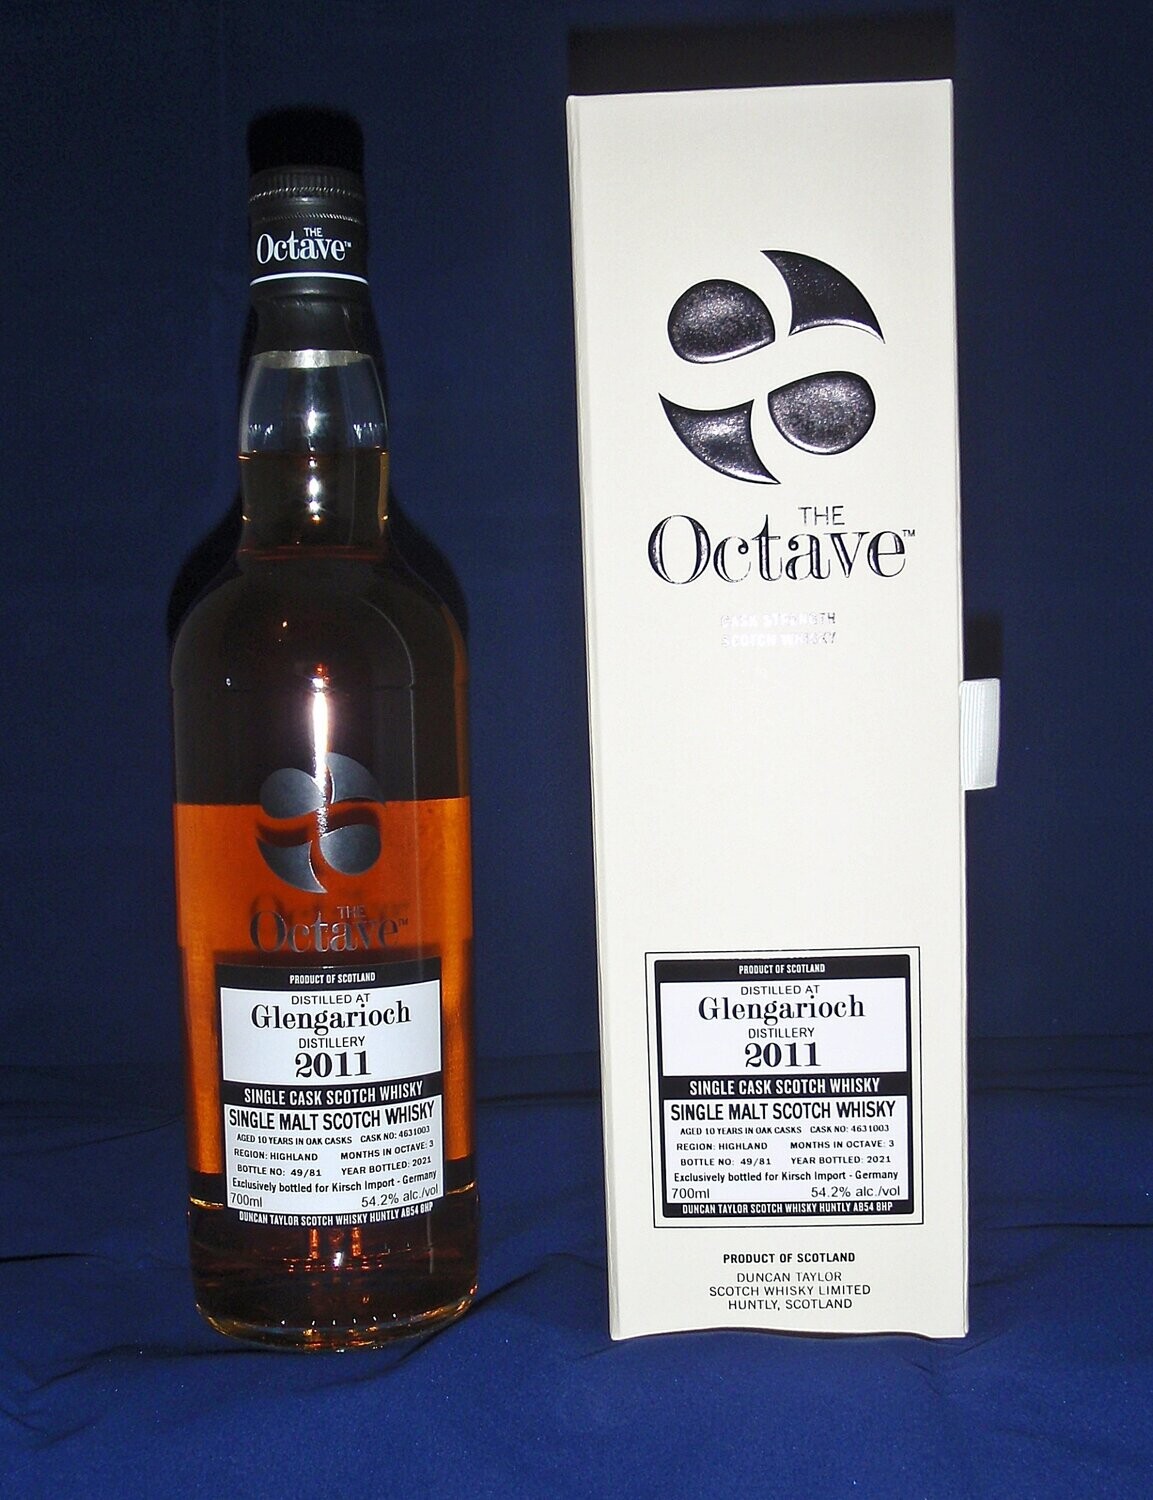 THE
Octave™
THE
Octave™
PRODUCT OF SCOTLAND
DISTILLED AT
Glengarioch
DISTILLERY
2011
SINGLE CASK SCOTCH WHISKY
SINGLE MALT SCOTCH WHISKY
AGED 10 YEARS IN OAK CASKS CASK NO: 4631003
REGION: HIGHLAND MONTHS IN OCTAVE: 3
BOTTLE NO: 49/81 YEAR BOTTLED: 2021
Exclusively bottled for Kirsch Import - Germany
700ml 54.2% alc./vol
DUNCAN TAYLOR SCOTCH WHISKY HUNTLY AB54 8HP
THE
Octave™
CASK STRENGTH
SCOTCH WHISKY
PRODUCT OF SCOTLAND
DISTILLED AT
Glengarioch
DISTILLERY
2011
SINGLE CASK SCOTCH WHISKY
SINGLE MALT SCOTCH WHISKY
AGED 10 YEARS IN OAK CASKS CASK NO: 4631003
REGION: HIGHLAND MONTHS IN OCTAVE: 3
BOTTLE NO: 49/81 YEAR BOTTLED: 2021
Exclusively bottled for Kirsch Import - Germany
700ml 54.2% alc./vol
DUNCAN TAYLOR SCOTCH WHISKY HUNTLY AB54 8HP
PRODUCT OF SCOTLAND
DUNCAN TAYLOR
SCOTCH WHISKY LIMITED
HUNTLY, SCOTLAND